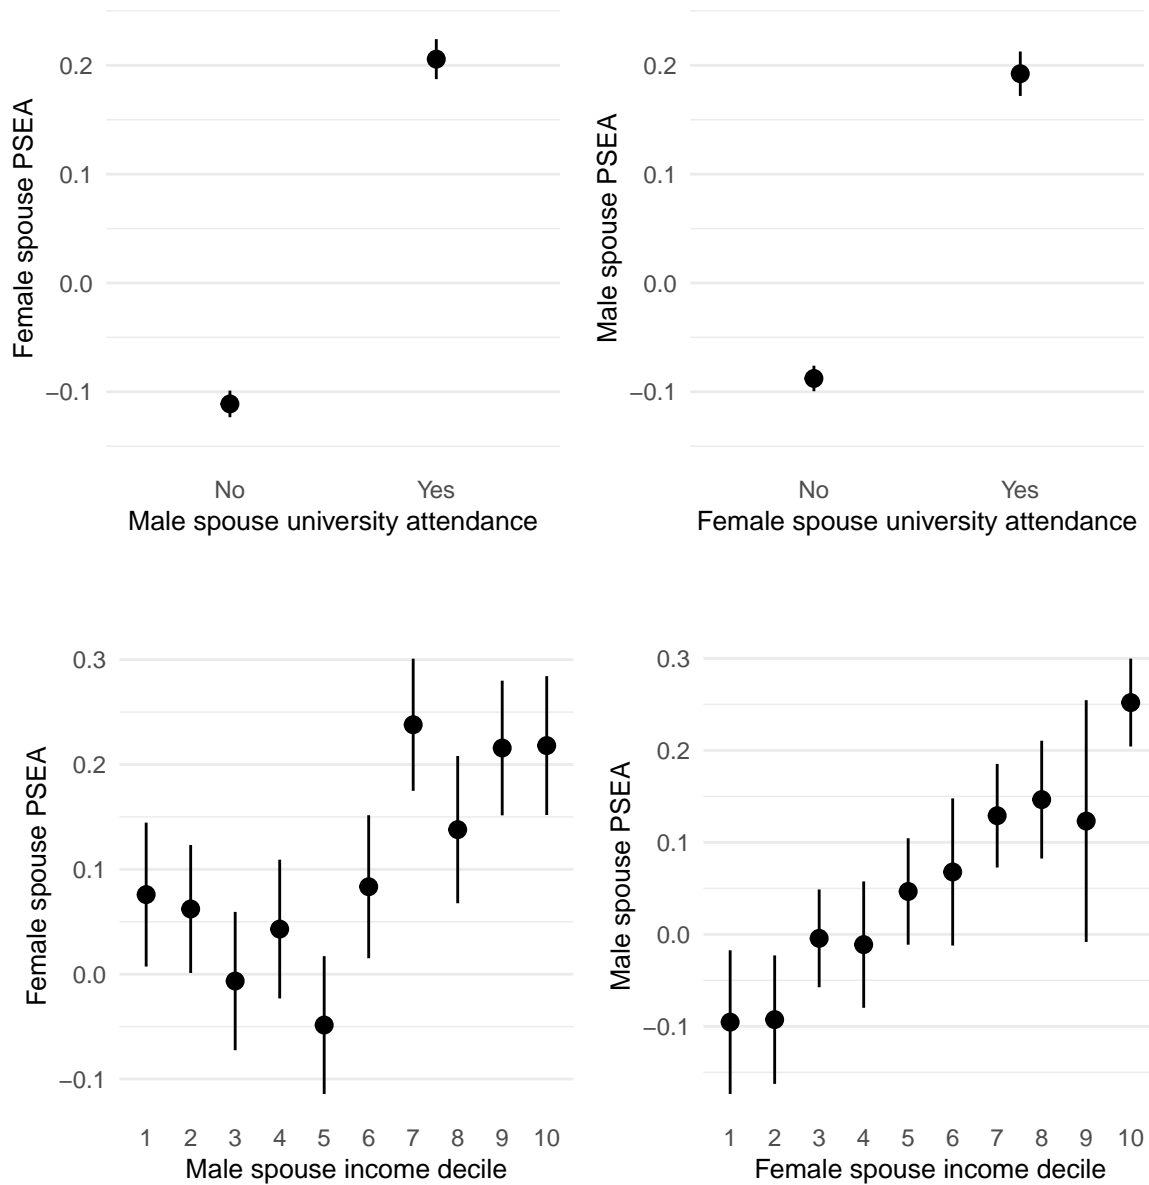 Female spouse PSEA
0.2
0.1
0.0
−0.1
No Yes
Male spouse university attendance
Male spouse PSEA
0.2
0.1
0.0
−0.1
No Yes
Female spouse university attendance
Female spouse PSEA
0.3
0.2
0.1
0.0
−0.1
1 2 3 4 5 6 7 8 9 10
Male spouse income decile
Male spouse PSEA
0.3
0.2
0.1
0.0
−0.1
1 2 3 4 5 6 7 8 9 10
Female spouse income decile